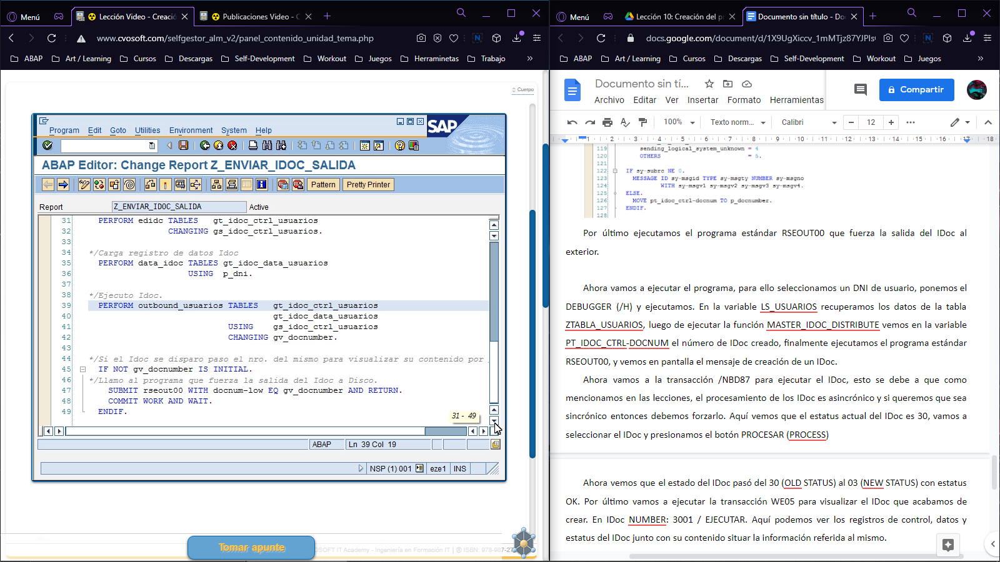 Menú
Lección Video - Creació
Publicaciones Video - C
www.cvosoft.com/selfgestor_alm_v2/panel_contenido_unidad_tema.php
ABAP
Art / Learning
Cursos
Descargas
Self-Development
Workout
Juegos
Herraminetas
Trabajo
»
Cuerpo
Program Edit Goto Utilities Environment System Help
SAP
ABAP Editor: Change Report Z_ENVIAR_IDOC_SALIDA
Pattern
Pretty Printer
Report Z_ENVIAR_IDOC_SALIDA Active
31 PERFORM edidc TABLES gt_idoc_ctrl_usuarios
32 CHANGING gs_idoc_ctrl_usuarios.
33
34 */Carga registro de datos Idoc
35 PERFORM data_idoc TABLES gt_idoc_data_usuarios
36 USING p_dni.
37
38 */Ejecuto Idoc.
39 PERFORM outbound_usuarios TABLES gt_idoc_ctrl_usuarios
40 gt_idoc_data_usuarios
41 USING gs_idoc_ctrl_usuarios
42 CHANGING gv_docnumber.
43
44 */Si el Idoc se disparo paso el nro. del mismo para visualizar su contenido por
45 IF NOT gv_docnumber IS INITIAL.
46 */Llamo al programa que fuerza la salida del Idoc a Disco.
47 SUBMIT rseout00 WITH docnum-low EQ gv_docnumber AND RETURN.
48 COMMIT WORK AND WAIT.
49 ENDIF.
31 - 49
ABAP
Ln 39 Col 19
NSP (1) 001
eze1
INS
Tomar apunte
OSOFT IT Academy - Ingeniería en Formación IT | ® ISBN: 978-987-27
Menú
Lección 10: Creación del pr
Documento sin título - Do
docs.google.com/document/d/1X9UgXiccv_1mMTjz87YJPIs
ABAP
Art / Learning
Cursos
Descargas
Self-Development
Workout
Juegos
»
Documento sin tí...
Archivo Editar Ver Insertar Formato Herramientas
Compartir
100%
Texto norm...
Calibri
12
1 2 3 4 5 6 7 8 9 10 11 12 13 14 15 16 17 18
119 sending_logical_system_unknown = 4
120 OTHERS = 5.
121
122 IF sy-subrc NE 0.
123 MESSAGE ID sy-msgid TYPE sy-msgty NUMBER sy-msgno
124 WITH sy-msgv1 sy-msgv2 sy-msgv3 sy-msgv4.
125 ELSE.
126 MOVE pt_idoc_ctrl-docnum TO p_docnumber.
127 ENDIF.
128
Por último ejecutamos el programa estándar RSEOUT00 que fuerza la salida del IDoc al
exterior.
Ahora vamos a ejecutar el programa, para ello seleccionamos un DNI de usuario, ponemos el
DEBUGGER (/H) y ejecutamos. En la variable LS_USUARIOS recuperamos los datos de la tabla
ZTABLA_USUARIOS, luego de ejecutar la función MASTER_IDOC_DISTRIBUTE vemos en la variable
PT_IDOC_CTRL-DOCNUM el número de IDoc creado, finalmente ejecutamos el programa estándar
RSEOUT00, y vemos en pantalla el mensaje de creación de un IDoc.
Ahora vamos a la transacción /NBD87 para ejecutar el IDoc, esto se debe a que como
mencionamos en las lecciones, el procesamiento de los IDoc es asincrónico y si queremos que sea
sincrónico entonces debemos forzarlo. Aquí vemos que el estatus actual del IDoc es 30, vamos a
seleccionar el IDoc y presionamos el botón PROCESAR (PROCESS)
Ahora vemos que el estado del IDoc pasó del 30 (OLD STATUS) al 03 (NEW STATUS) con estatus
OK. Por último vamos a ejecutar la transacción WE05 para visualizar el IDoc que acabamos de
crear. En IDoc NUMBER: 3001 / EJECUTAR. Aquí podemos ver los registros de control, datos y
estatus del IDoc junto con su contenido situar la información referida al mismo.